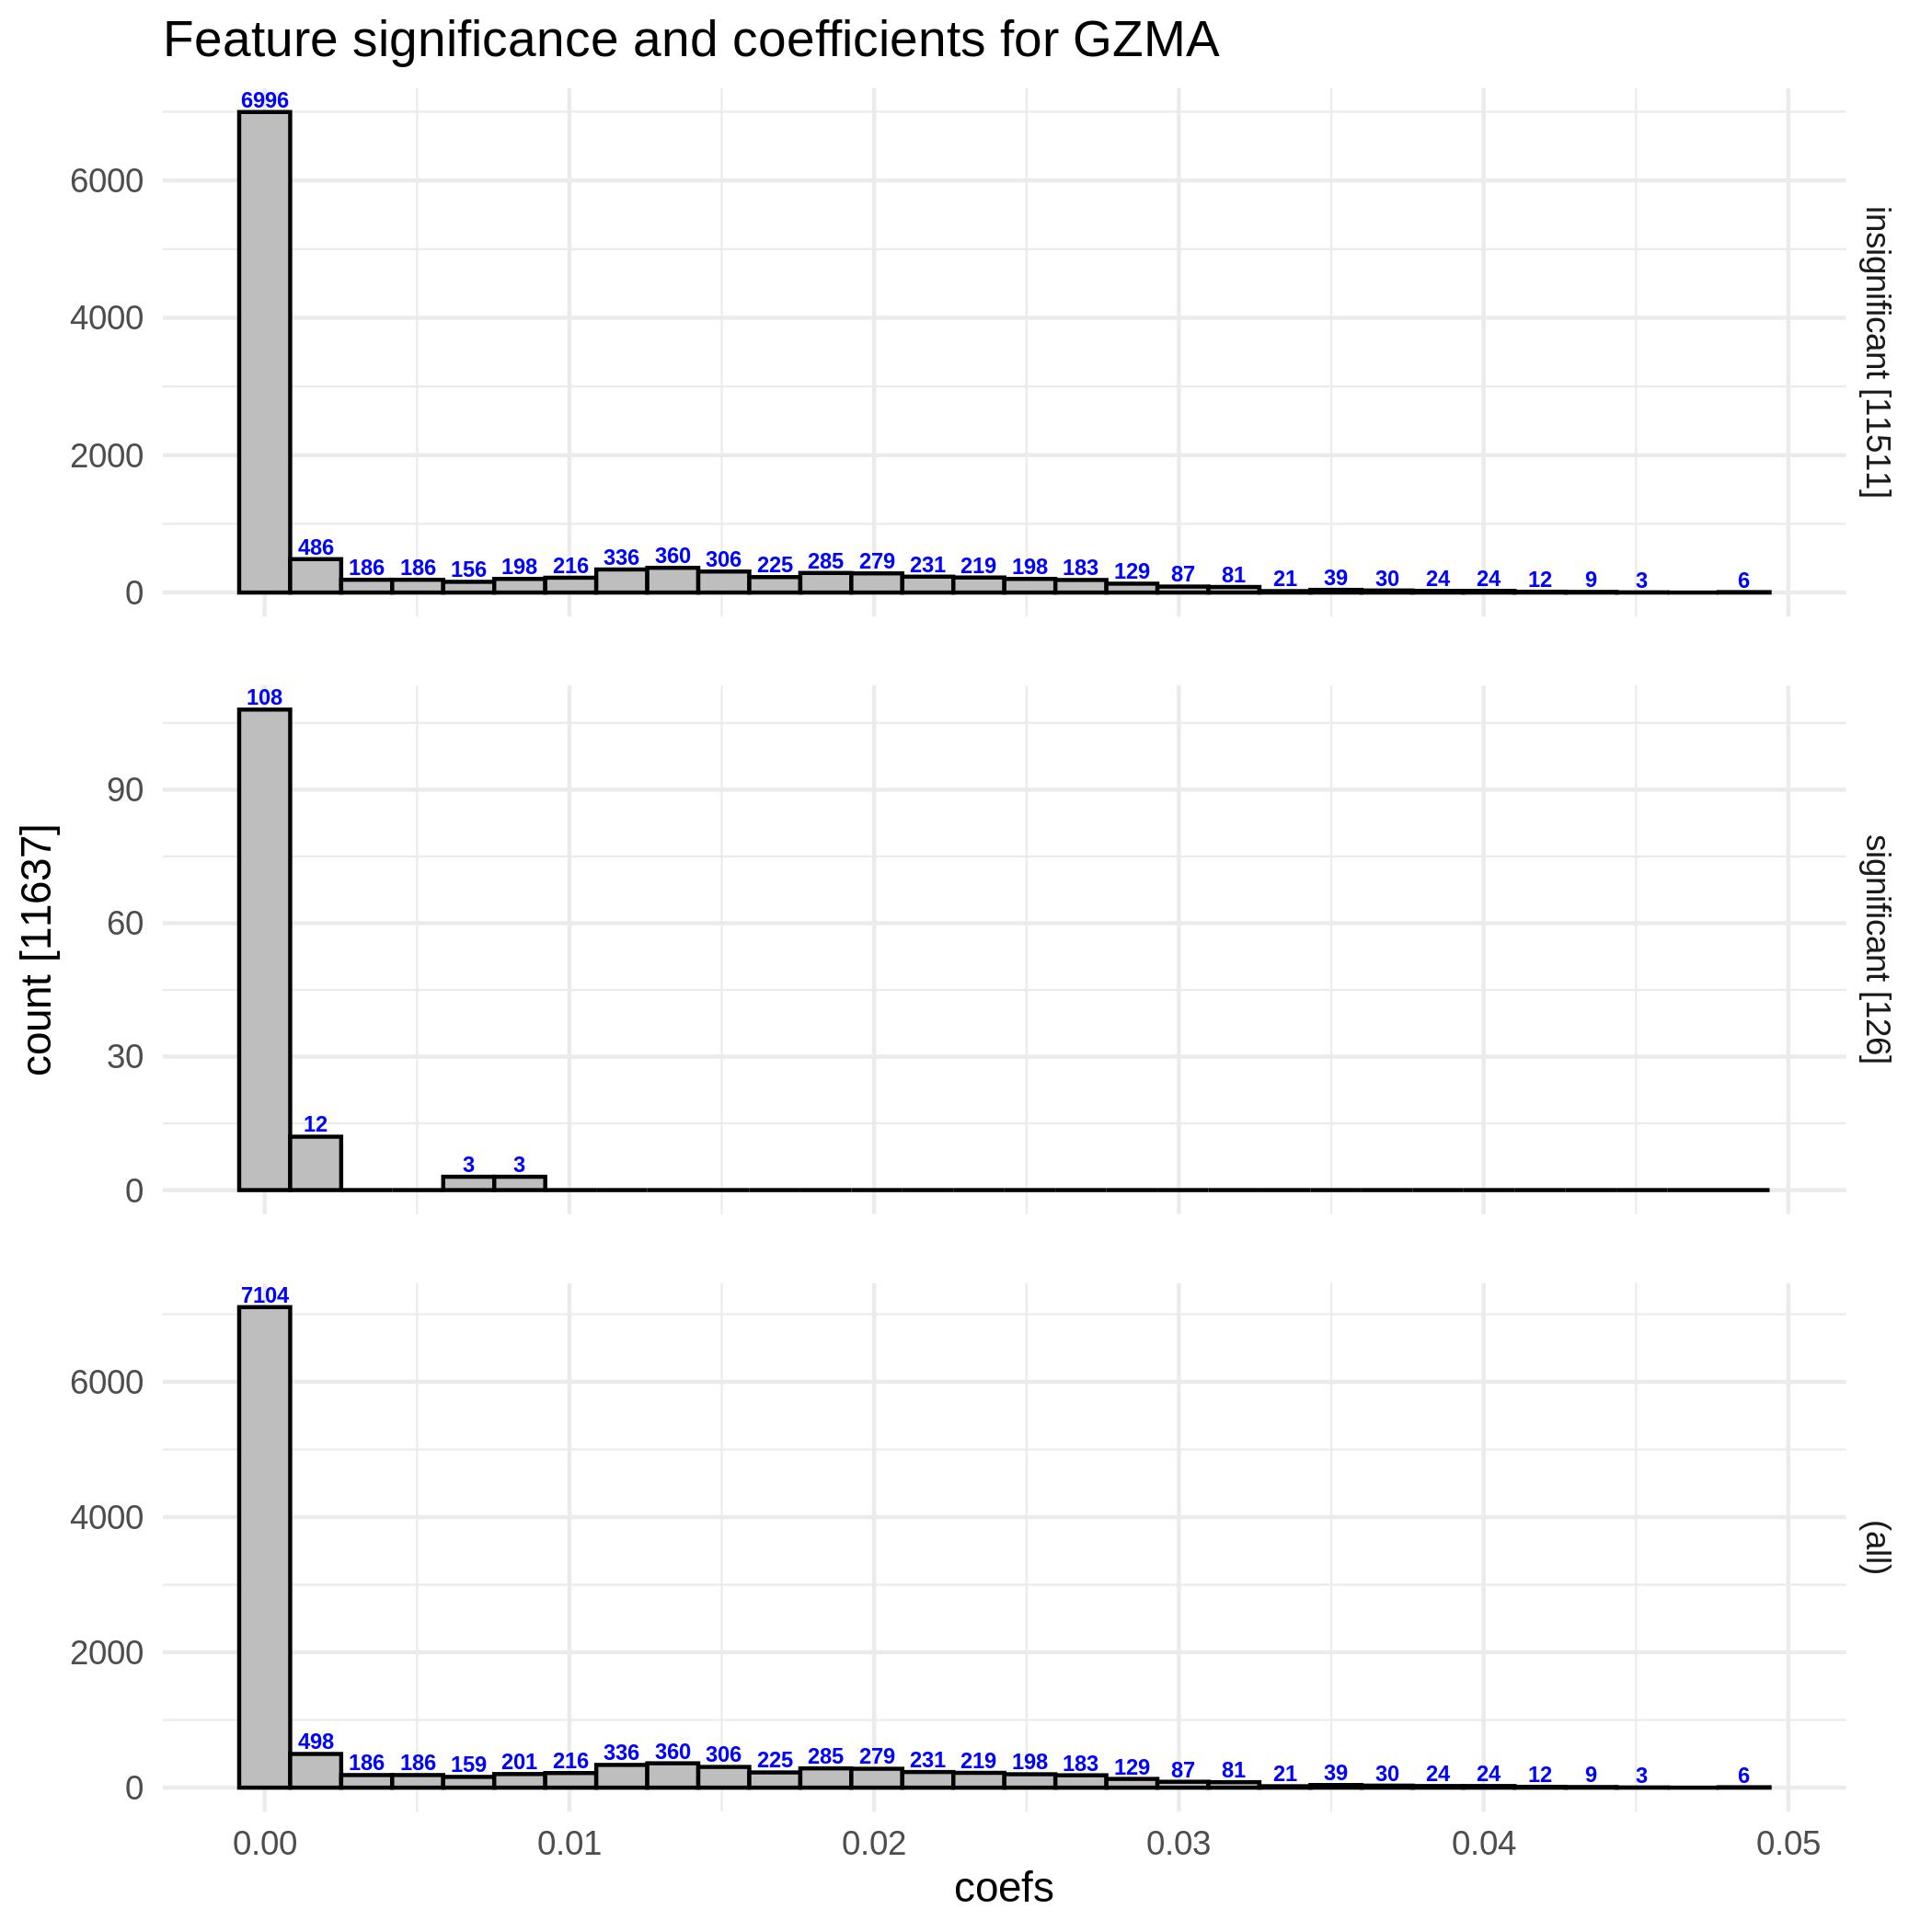 Feature significance and coefficients for GZMA
6996
6000
4000
2000
0
486 186 186 156 198 216 336 360 306 225 285 279 231 219 198 183 129 87 81 21 39 30 24 24 12 9 3 6
insignificant [11511]
count [11637]
108
90
60
30
0
12 3 3
significant [126]
7104
6000
4000
2000
0
498 186 186 159 201 216 336 360 306 225 285 279 231 219 198 183 129 87 81 21 39 30 24 24 12 9 3 6
(all)
0.00 0.01 0.02 0.03 0.04 0.05
coefs